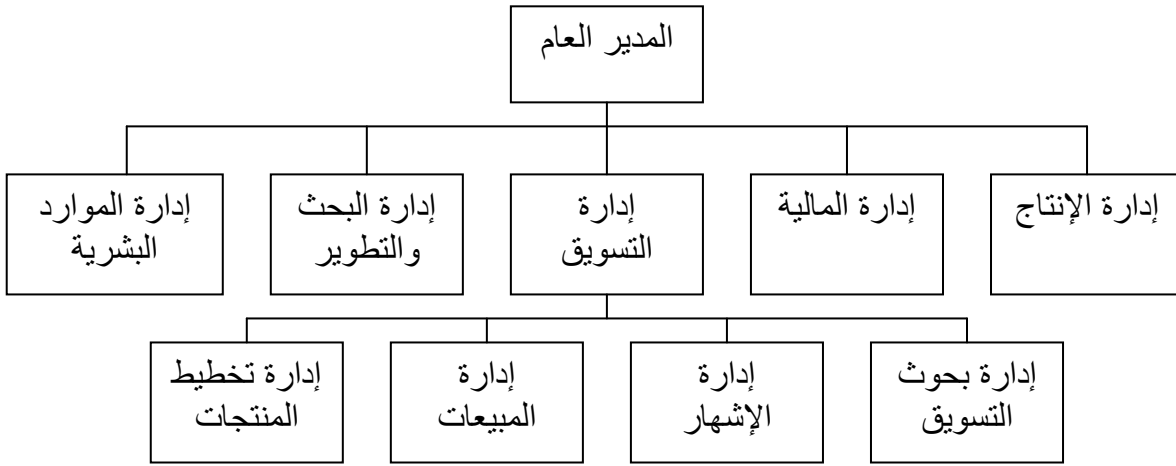 المدير العام
إدارة الإنتاج
إدارة المالية
إدارة
التسويق
إدارة البحث
والتطوير
إدارة الموارد
البشرية
إدارة بحوث
التسويق
إدارة
الإشهار
إدارة
المبيعات
إدارة تخطيط
المنتجات